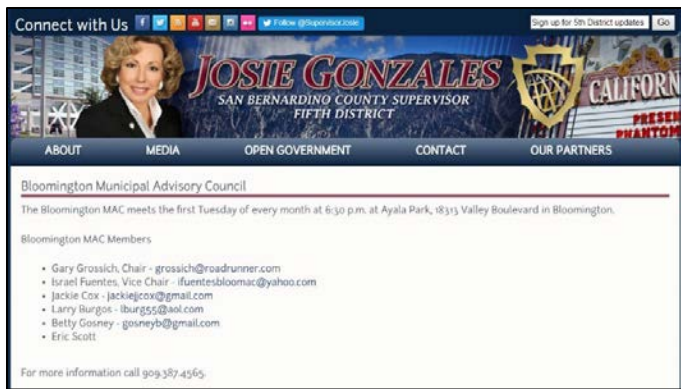 Connect with Us
Follow @SupervisorJosie
Sign up for 5th District updates
Go
JOSIE GONZALES
SAN BERNARDINO COUNTY SUPERVISOR
FIFTH DISTRICT
CALIFORN
PRESEN
PHANTOM
ABOUT MEDIA OPEN GOVERNMENT CONTACT OUR PARTNERS
Bloomington Municipal Advisory Council
The Bloomington MAC meets the first Tuesday of every month at 6:30 p.m. at Ayala Park, 18313 Valley Boulevard in Bloomington.
Bloomington MAC Members
• Gary Grossich, Chair - grossich@roadrunner.com
• Israel Fuentes, Vice Chair - ifuentesbloomac@yahoo.com
• Jackie Cox - jackiejjcox@gmail.com
• Larry Burgos - lburg55@aol.com
• Betty Gosney - gosneyb@gmail.com
• Eric Scott
For more information call 909.387.4565.